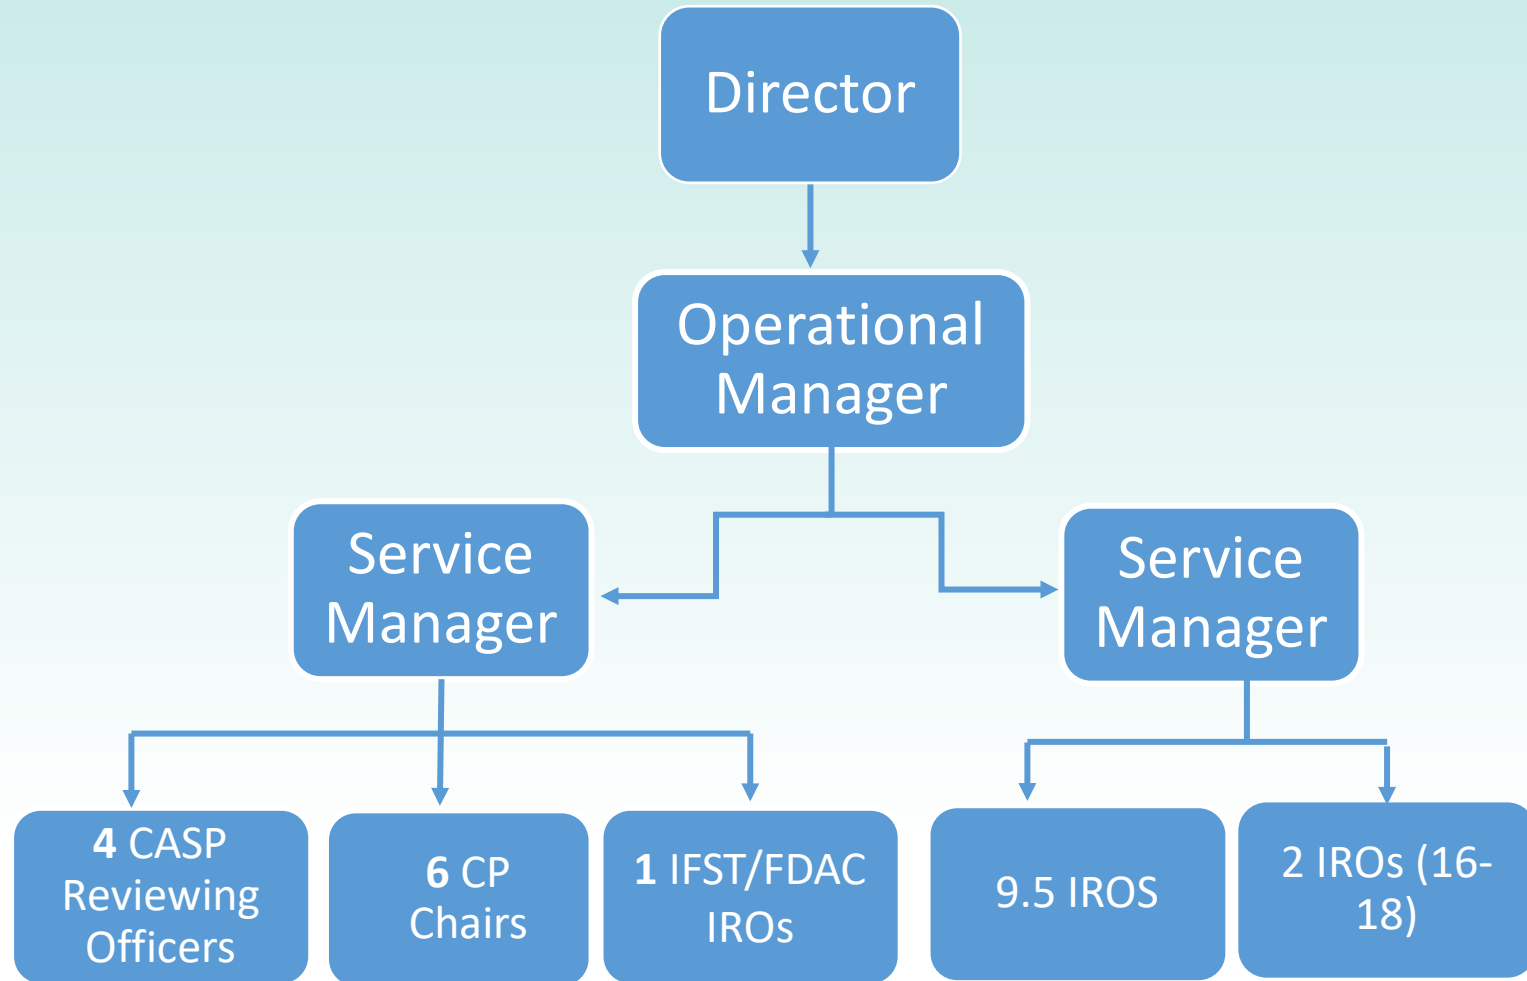 Director
Operational
Manager
Service
Manager
Service
Manager
4 CASP
Reviewing
Officers
6 CP
Chairs
1 IFST/FDAC
IROs
9.5 IROS
2 IROs (16-
18)